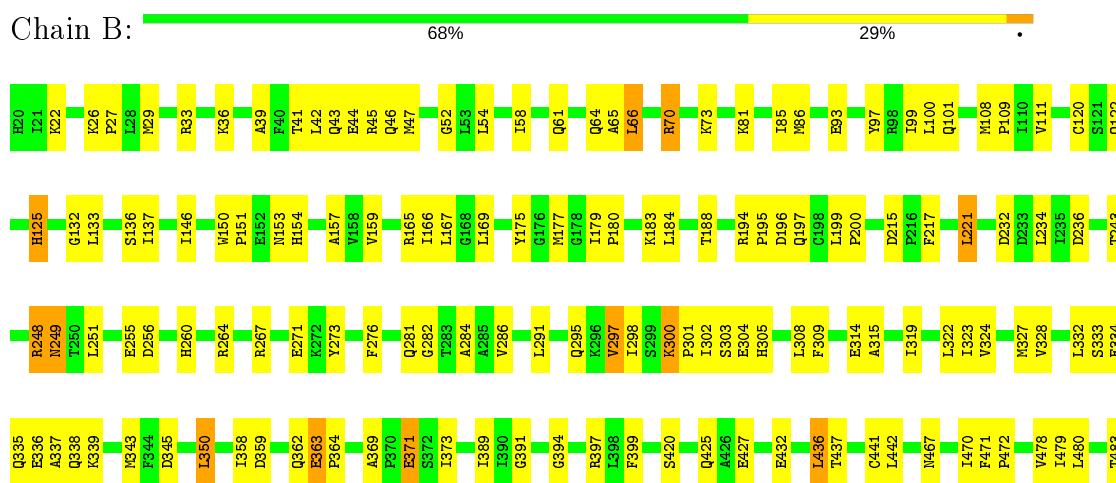 Chain B:
68% 29% •
H20 I21 K22 K26 P27 L28 M29 R33 K36 A39 F40 T41 L42 Q43 E44 R45 Q46 M47 G52 L53 L54 I58 Q61 Q64 A65 L66 R70 K73 K81 I85 M86 E93 Y97 R98 I99 L100 Q101 M108 P109 I110 V111 C120 S121
H125 G132 L133 S136 I137 I146 W150 P151 E152 N153 H154 A157 V158 V159 R165 I166 L167 G168 L169 Y175 G176 M177 G178 I179 P180 K183 L184 T188 R194 P195 D196 Q197 C198 L199 P200 D215 P216 F217 L221 D232 D233 L234 I235 D236
R248 N249 T250 L251 E255 D256 H260 R264 R267 E271 K272 Y273 F276 Q281 G282 T283 A284 A285 V286 L291 Q295 K296 V297 I298 S299 K300 P301 I302 S303 E304 H305 L308 F309 E314 A315 I319 L322 I323 V324 M327 V328 L332 S333
Q335 E336 A337 Q338 K339 M343 F344 D345 L350 I358 D359 Q362 E363 P364 A369 P370 E371 S372 I373 I389 I390 G391 G394 R397 L398 F399 S420 Q425 A426 E427 E432 L436 T437 C441 L442 N467 I470 F471 P472 V478 I479 L480